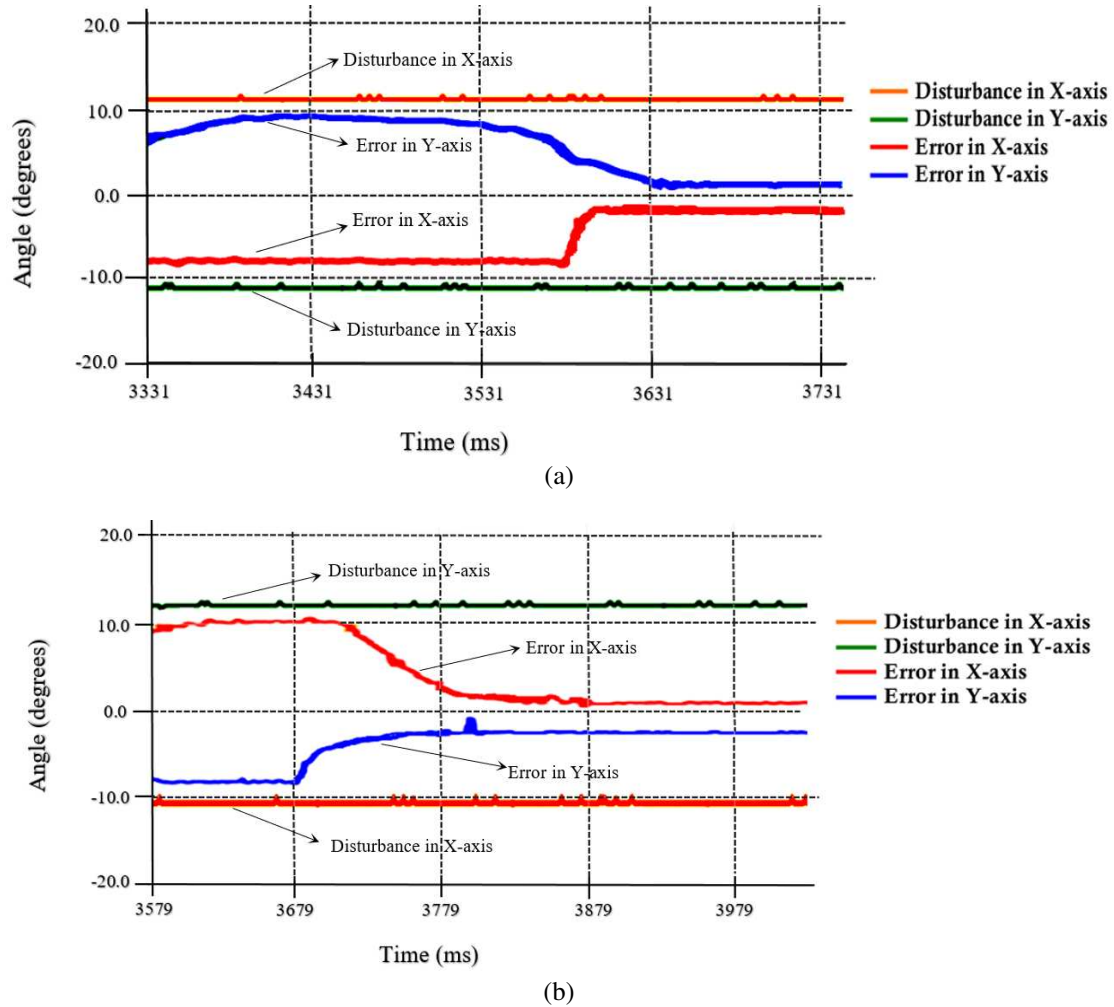 20.0
Disturbance in X-axis
10.0
Error in Y-axis
0.0
Error in X-axis
-10.0
Disturbance in Y-axis
-20.0
3331 3431 3531 3631 3731
Angle (degrees)
Time (ms)
Disturbance in X-axis
Disturbance in Y-axis
Error in X-axis
Error in Y-axis
(a)
20.0
Disturbance in Y-axis
10.0
Error in X-axis
0.0
Error in Y-axis
-10.0
Disturbance in X-axis
-20.0
3579 3679 3779 3879 3979
Angle (degrees)
Time (ms)
Disturbance in X-axis
Disturbance in Y-axis
Error in X-axis
Error in Y-axis
(b)